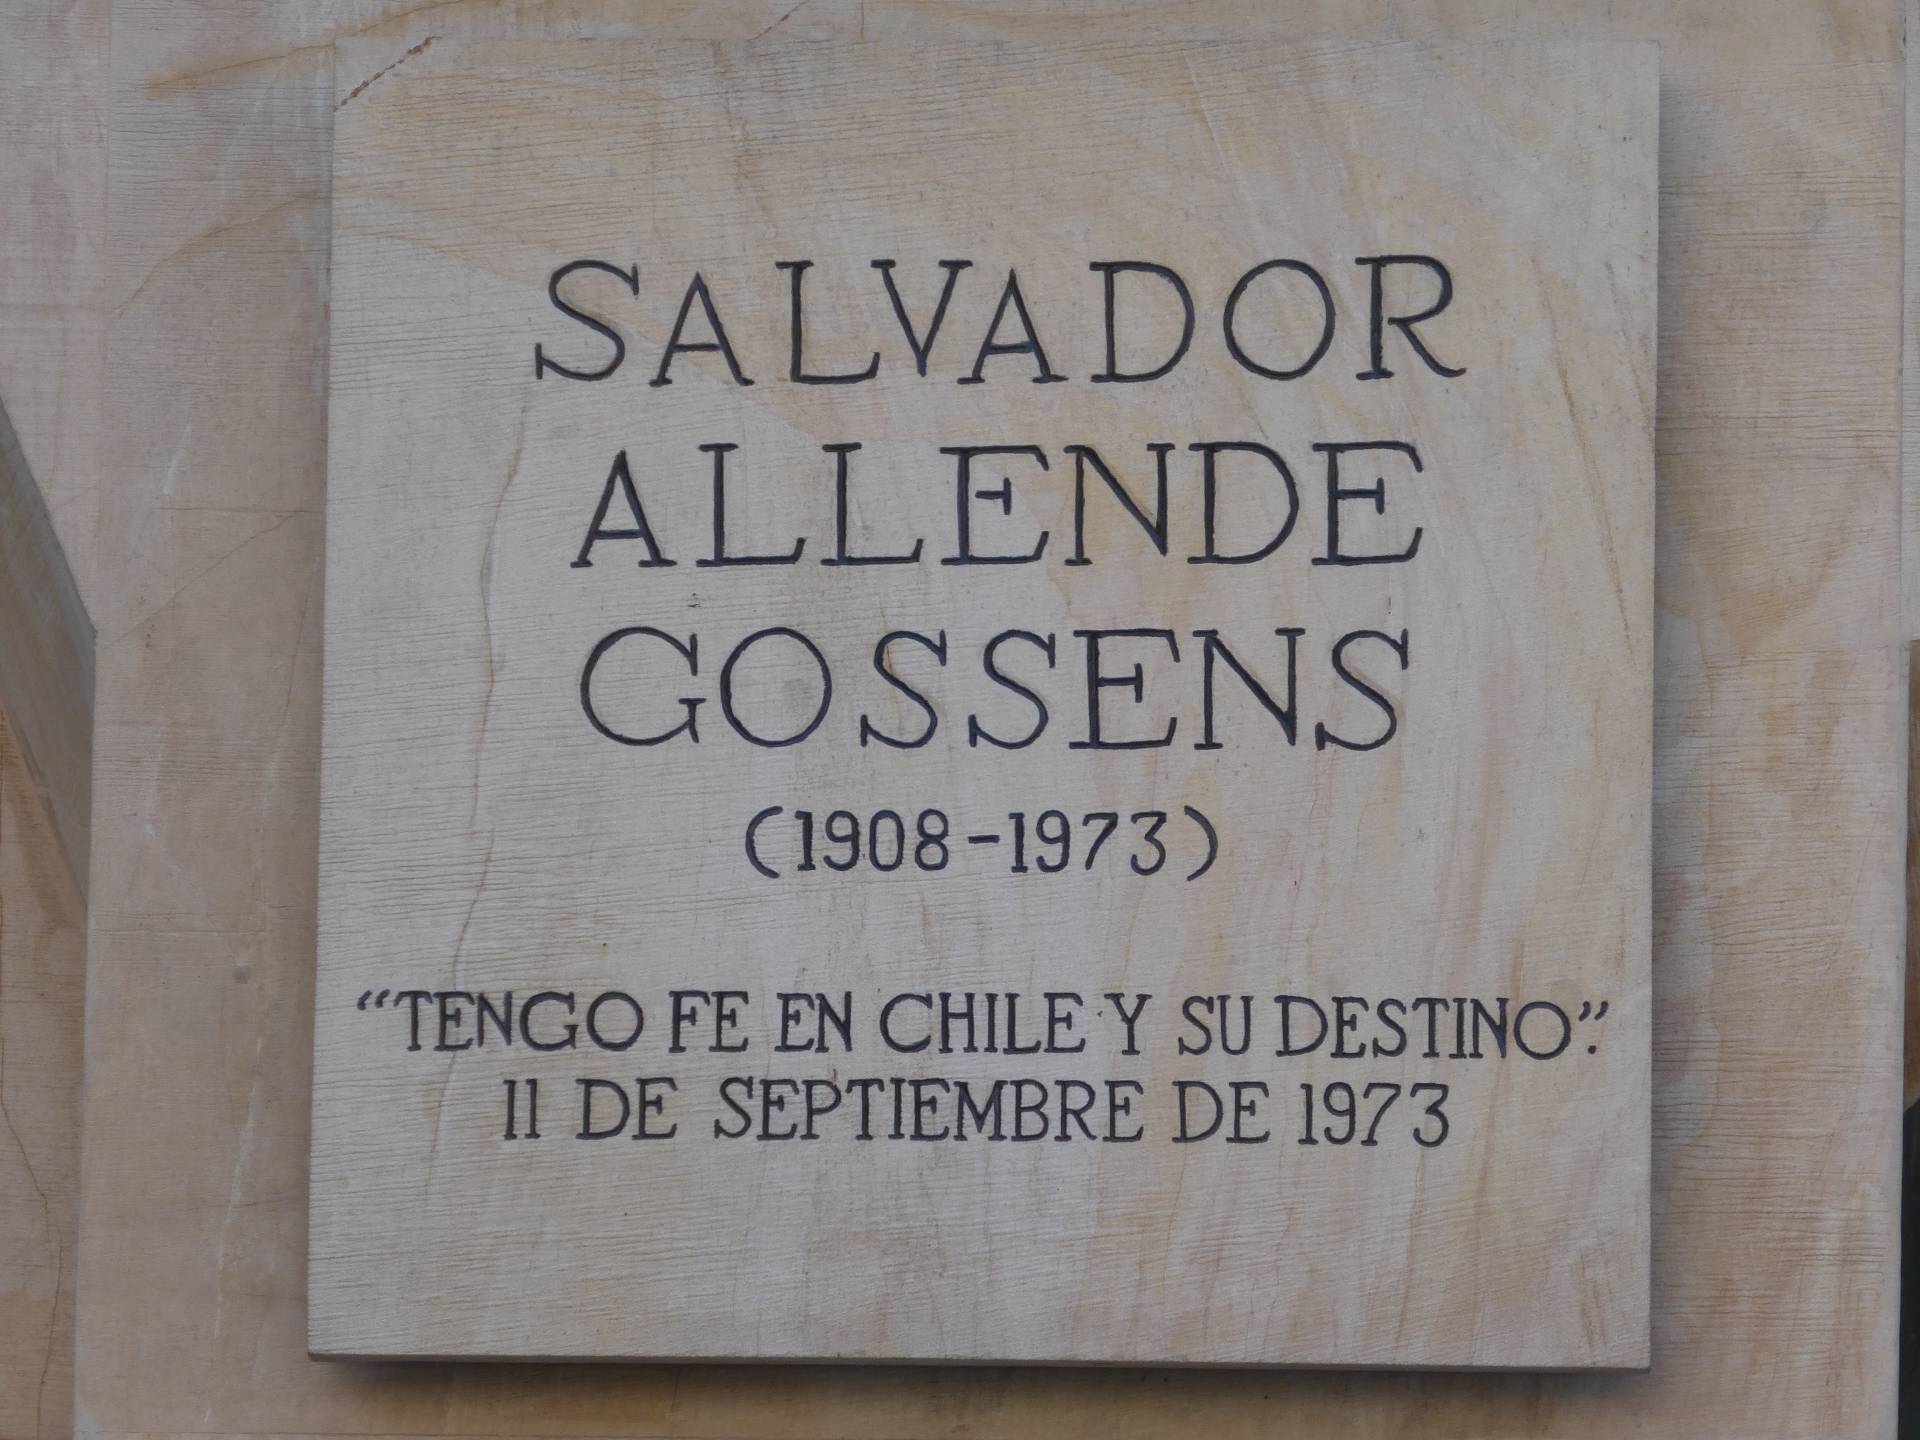 SALVADOR
ALLENDE
GOSSENS
(1908-1973)
“TENGO FE EN CHILE Y SU DESTINO”.
11 DE SEPTIEMBRE DE 1973